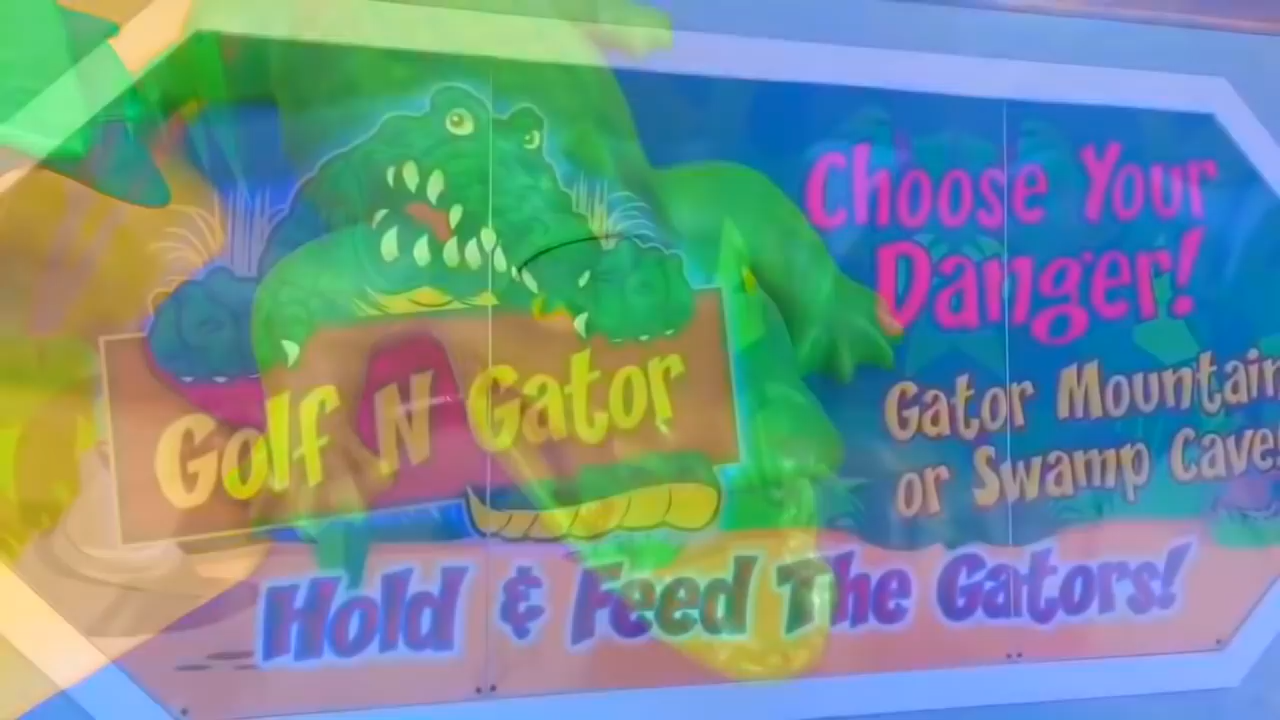 Choose Your
Danger!
Golf N Gator
Gator Mountain
or Swamp Cave!
Hold & Feed The Gators!